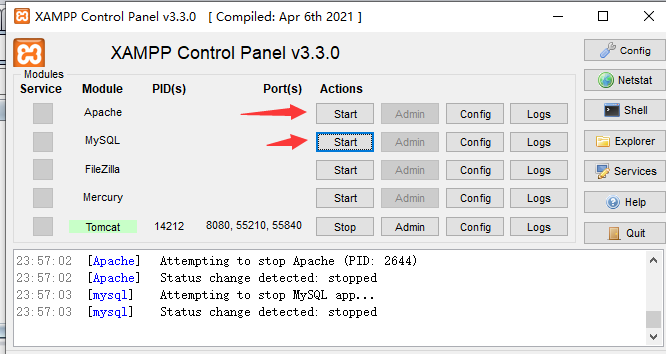 XAMPP Control Panel v3.3.0 [ Compiled: Apr 6th 2021 ]
XAMPP Control Panel v3.3.0
Modules
Service Module PID(s) Port(s) Actions
Apache Start Admin Config Logs
MySQL Start Admin Config Logs
FileZilla Start Admin Config Logs
Mercury Start Admin Config Logs
Tomcat 14212 8080, 55210, 55840 Stop Admin Config Logs
Config
Netstat
Shell
Explorer
Services
Help
Quit
23:57:02 [Apache] Attempting to stop Apache (PID: 2644)
23:57:02 [Apache] Status change detected: stopped
23:57:03 [mysql] Attempting to stop MySQL app...
23:57:03 [mysql] Status change detected: stopped